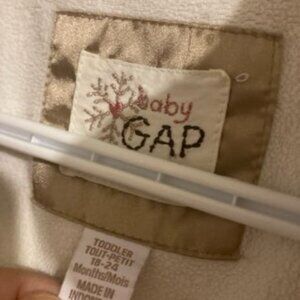 baby
GAP
TODDLER
TOUT-PETIT
18-24
Months/Mois
MADE IN